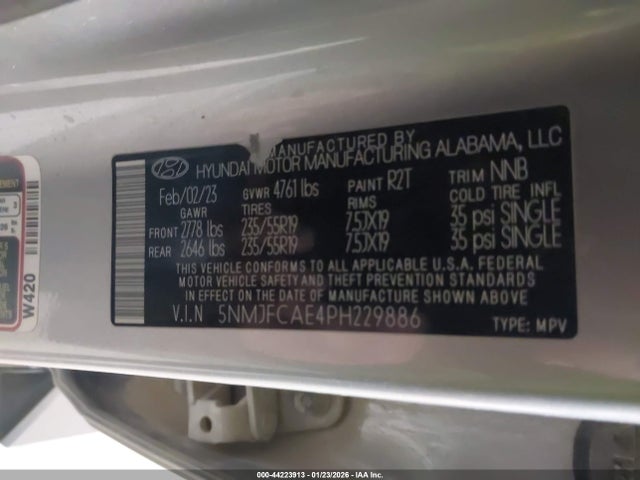 MANUFACTURED BY
HYUNDAI MOTOR MANUFACTURING ALABAMA, LLC
Feb/02/23 GVWR 4761 lbs PAINT R2T TRIM NNB
GAWR TIRES RIMS COLD TIRE INFL
FRONT 2778 lbs 235/55R19 7.5JX19 35 psi SINGLE
REAR 2646 lbs 235/55R19 7.5JX19 35 psi SINGLE
THIS VEHICLE CONFORMS TO ALL APPLICABLE U.S.A. FEDERAL
MOTOR VEHICLE SAFETY AND THEFT PREVENTION STANDARDS
IN EFFECT ON THE DATE OF MANUFACTURE SHOWN ABOVE
V.I.N 5NMJFCAE4PH229886 TYPE: MPV
W420
000-44223913 - 01/23/2026 - IAA Inc.